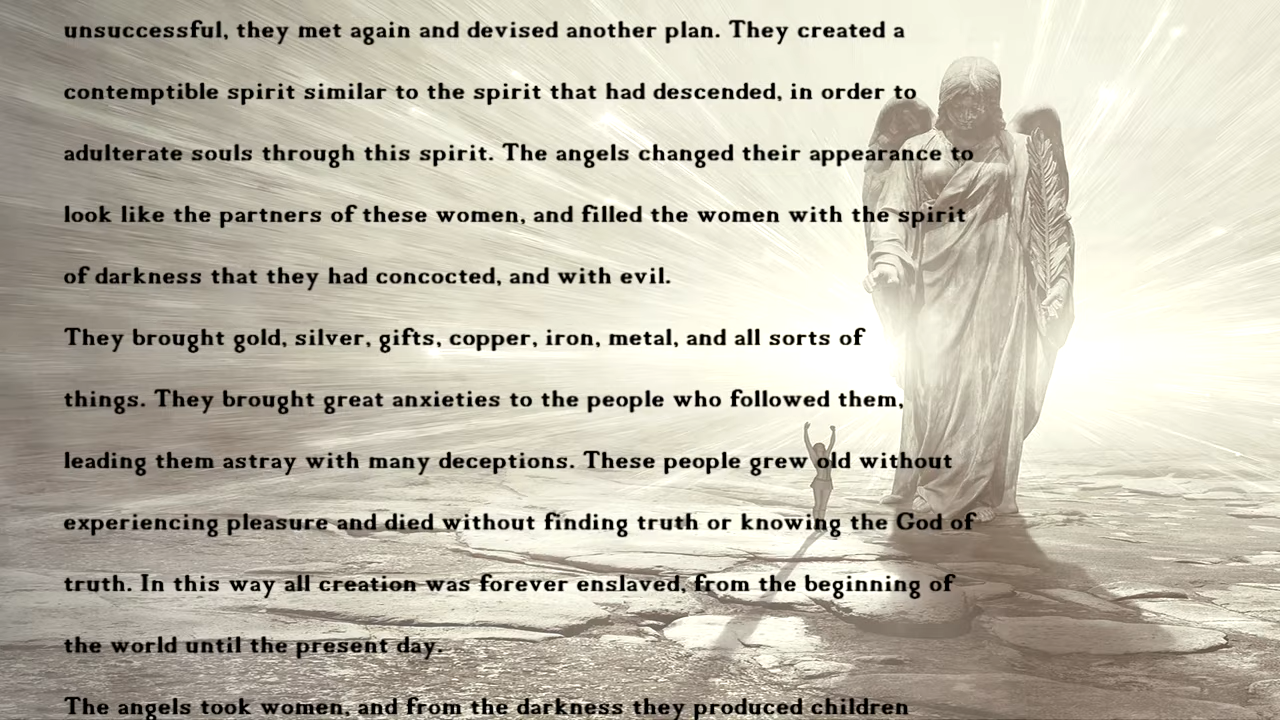 unsuccessful, they met again and devised another plan. They created a
contemptible spirit similar to the spirit that had descended, in order to
adulterate souls through this spirit. The angels changed their appearance to
look like the partners of these women, and filled the women with the spirit
of darkness that they had concocted, and with evil.
They brought gold, silver, gifts, copper, iron, metal, and all sorts of
things. They brought great anxieties to the people who followed them,
leading them astray with many deceptions. These people grew old without
experiencing pleasure and died without finding truth or knowing the God of
truth. In this way all creation was forever enslaved, from the beginning of
the world until the present day.
The angels took women, and from the darkness they produced children